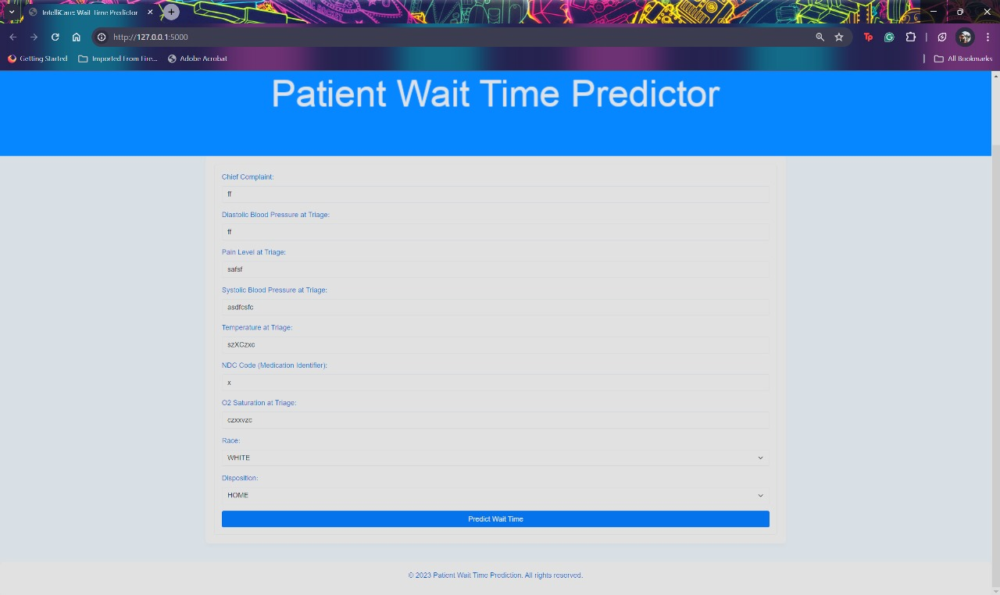 IntelliCare: Wait Time Predictor
http://127.0.0.1:5000
Getting Started
Imported From Fire...
Adobe Acrobat
All Bookmarks
Patient Wait Time Predictor
Chief Complaint:
ff
Diastolic Blood Pressure at Triage:
ff
Pain Level at Triage:
safsf
Systolic Blood Pressure at Triage:
asdfcsfc
Temperature at Triage:
szXCzxc
NDC Code (Medication Identifier):
x
O2 Saturation at Triage:
czxxvzc
Race:
WHITE
Disposition:
HOME
Predict Wait Time
© 2023 Patient Wait Time Prediction. All rights reserved.